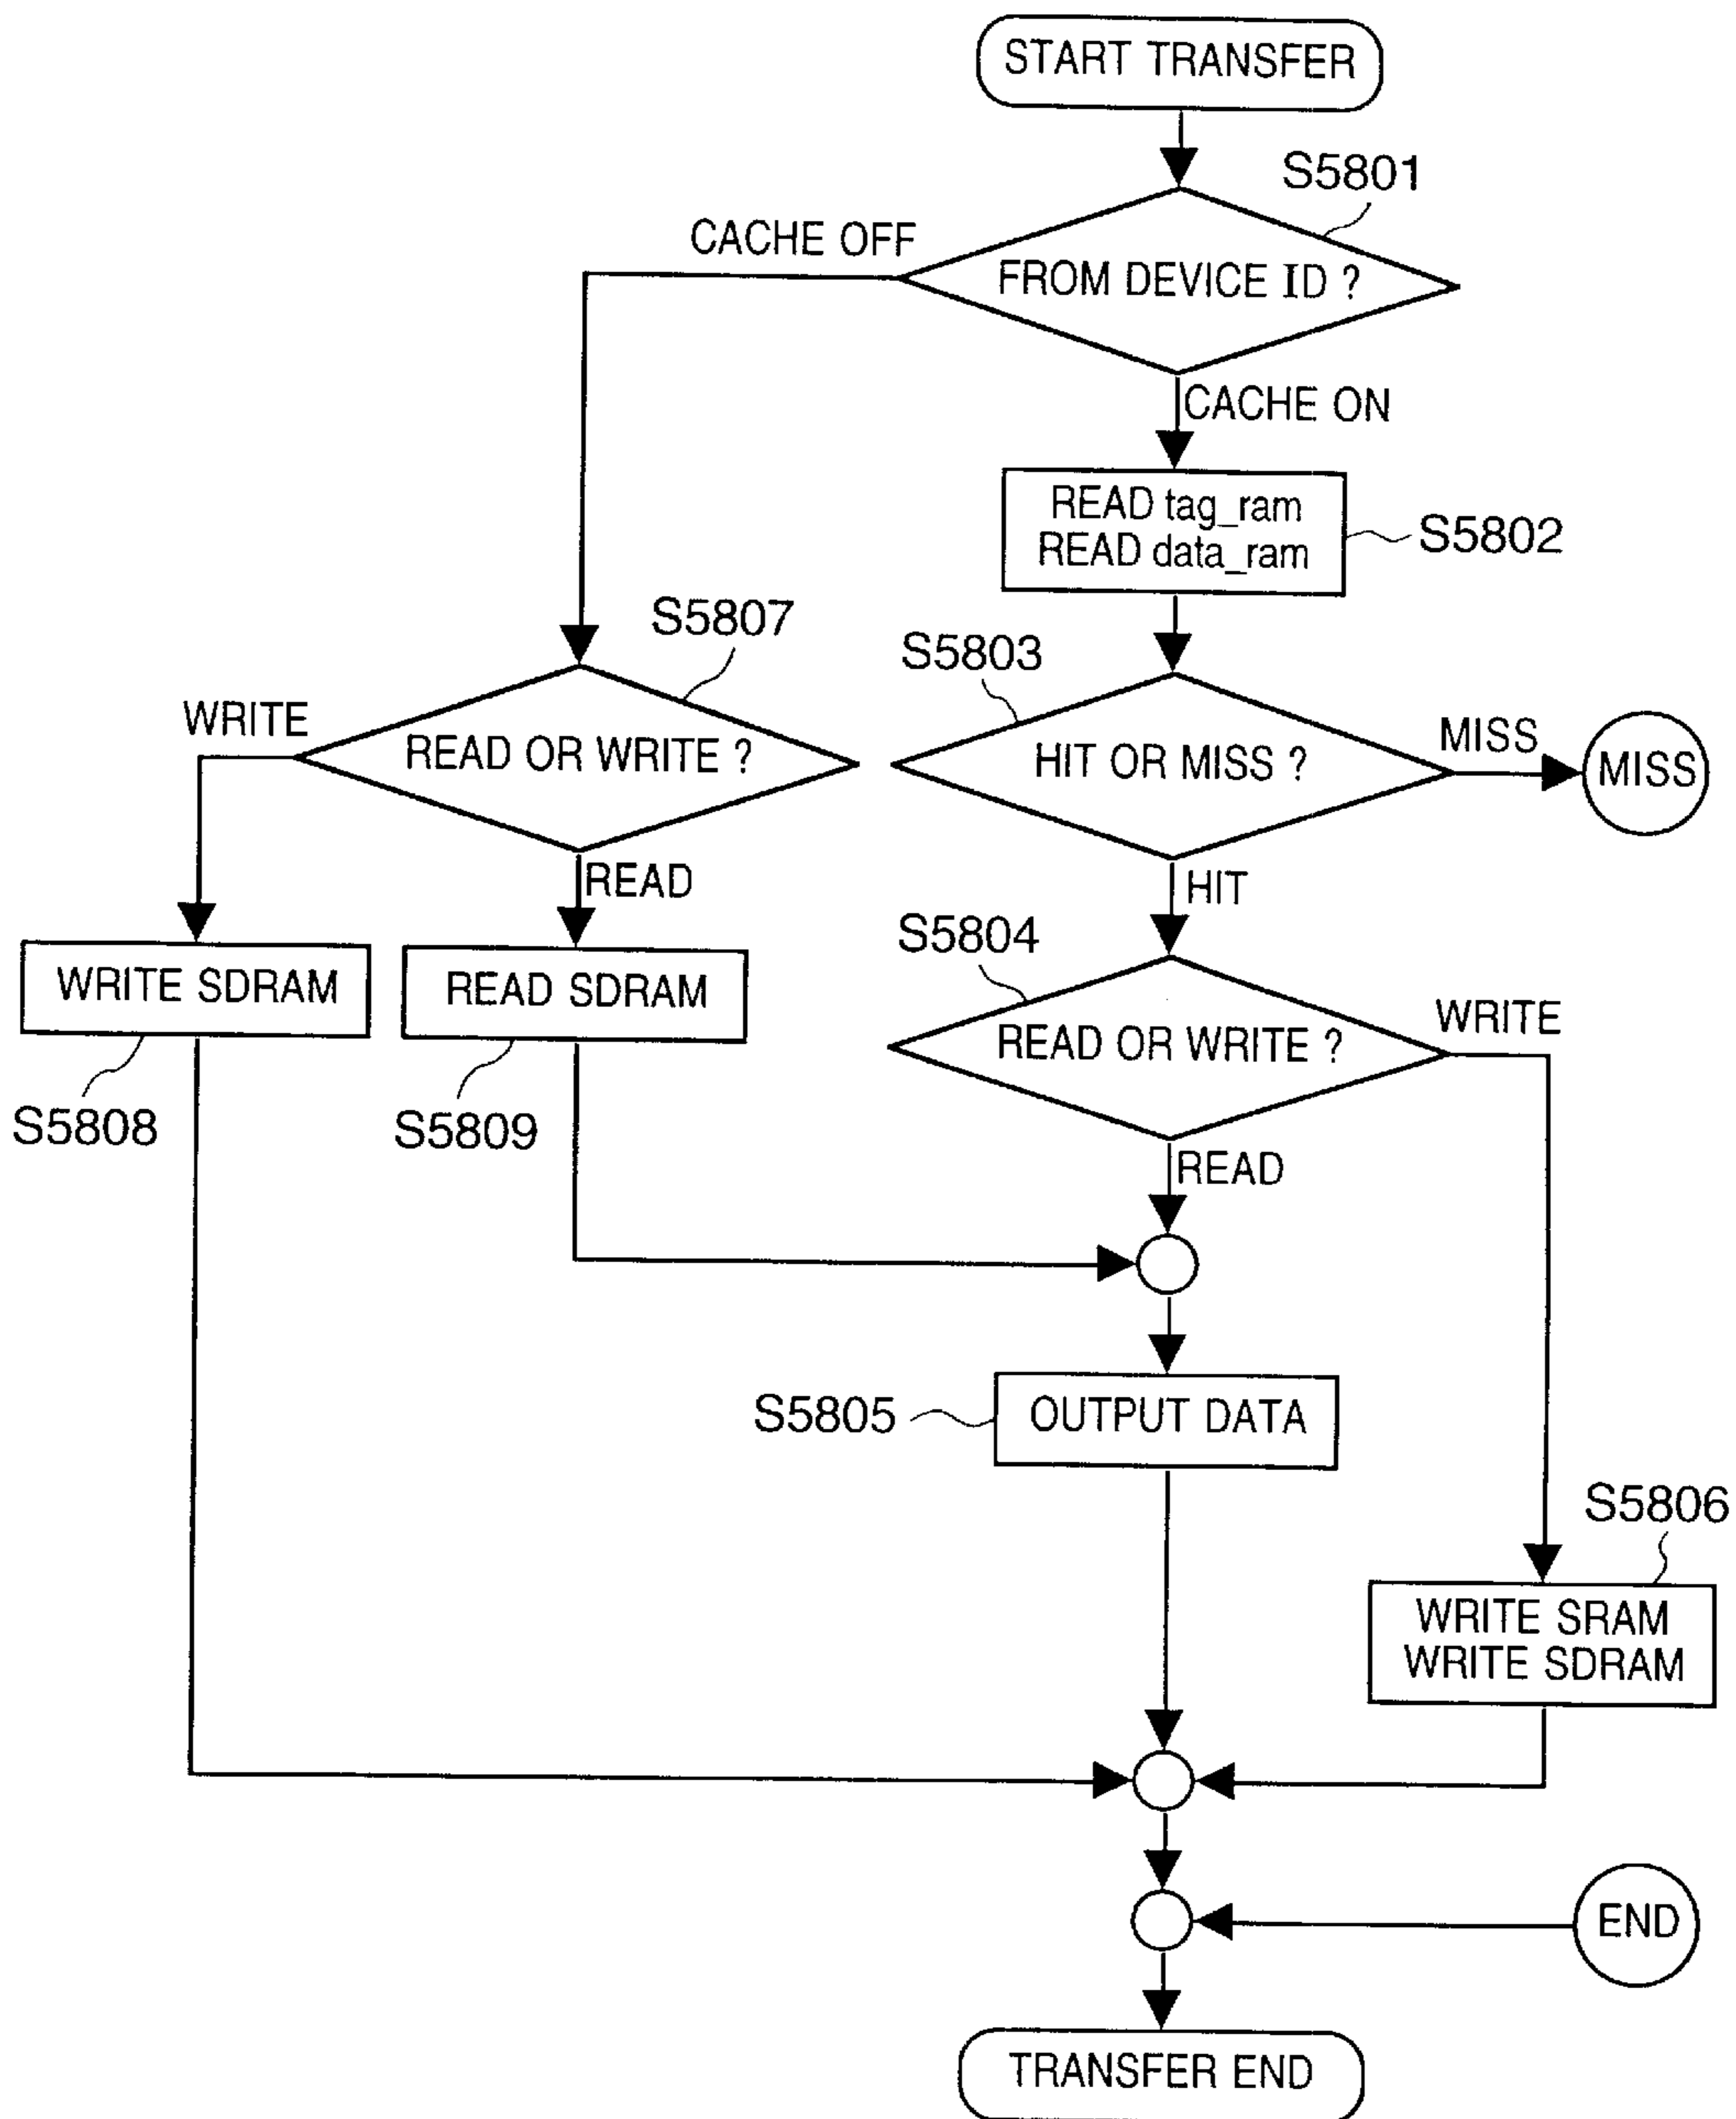 START TRANSFER
S5801
CACHE OFF
FROM DEVICE ID ?
CACHE ON
READ tag_ram
READ data_ram
S5802
S5807
S5803
WRITE
READ OR WRITE ?
HIT OR MISS ?
MISS
MISS
READ
HIT
S5804
WRITE SDRAM
READ SDRAM
READ OR WRITE ?
WRITE
S5808
S5809
READ
S5805
OUTPUT DATA
S5806
WRITE SRAM
WRITE SDRAM
END
TRANSFER END